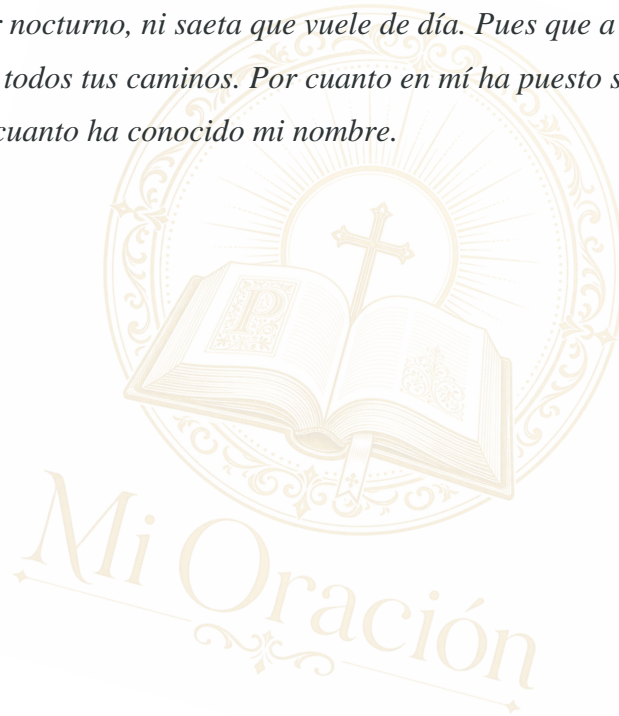 r nocturno, ni saeta que vuele de día. Pues que a
todos tus caminos. Por cuanto en mí ha puesto s
cuanto ha conocido mi nombre.
P
Mi Oración